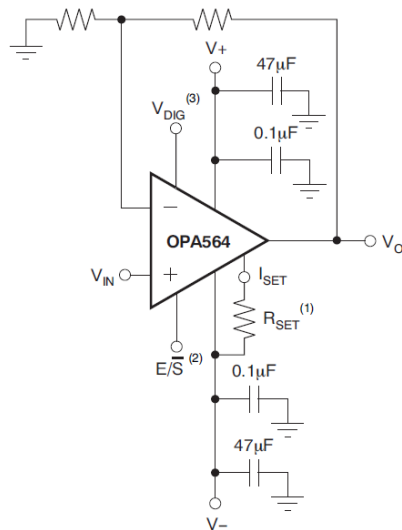 V+
47µF
V_DIG (3)
0.1µF
−
OPA564
V_O
V_IN
+
I_SET
R_SET (1)
E/S̅ (2)
0.1µF
47µF
V−